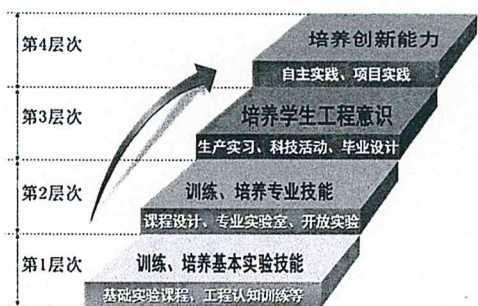 第4层次
培养创新能力
自主实践、项目实践
第3层次
培养学生工程意识
生产实习、科技活动、毕业设计
第2层次
训练、培养专业技能
课程设计、专业实验室、开放实验
第1层次
训练、培养基本实验技能
基础实验课程、工程认知训练等